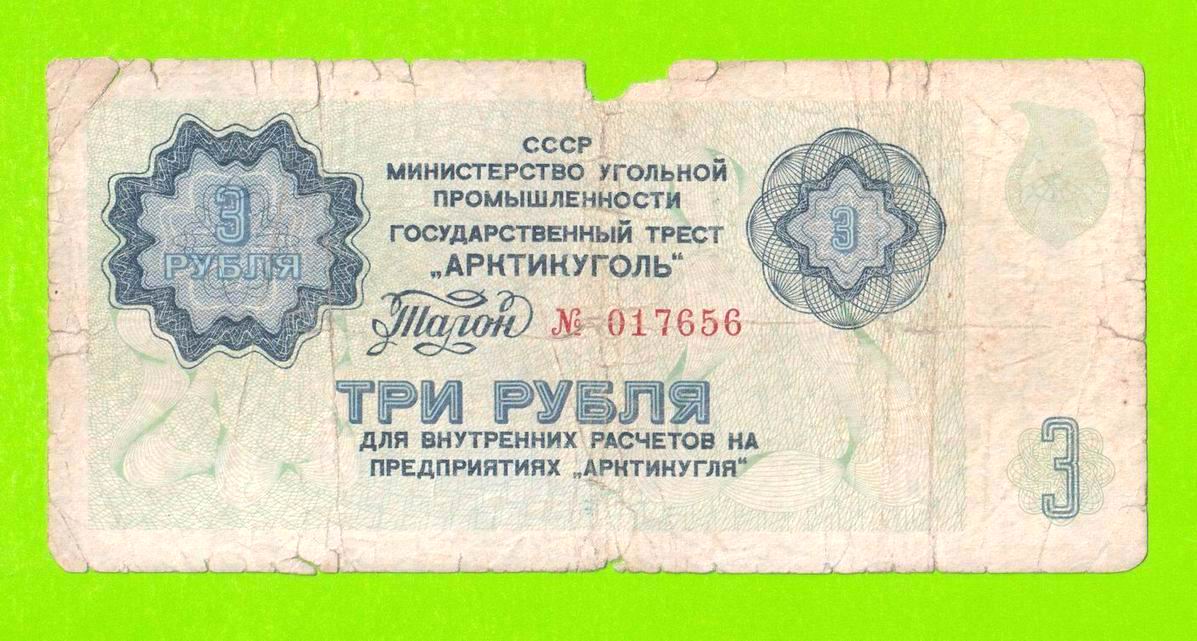 3
РУБЛЯ
СССР
МИНИСТЕРСТВО УГОЛЬНОЙ
ПРОМЫШЛЕННОСТИ
ГОСУДАРСТВЕННЫЙ ТРЕСТ
„АРКТИКУГОЛЬ“
Талон № 017656
3
ТРИ РУБЛЯ
ДЛЯ ВНУТРЕННИХ РАСЧЕТОВ НА
ПРЕДПРИЯТИЯХ „АРКТИКУГЛЯ“
3